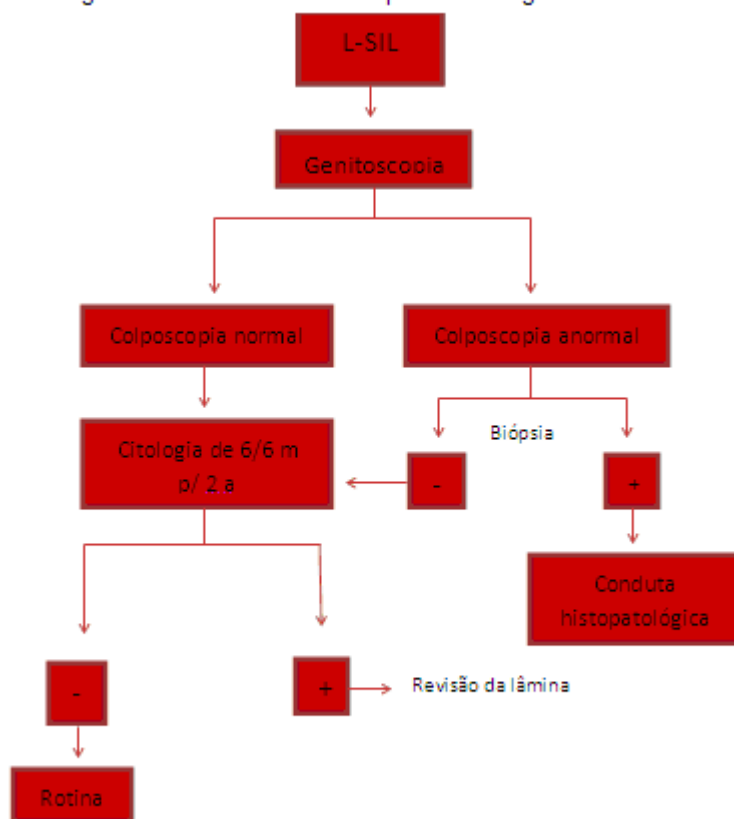 L-SIL
Genitoscopia
Colposcopia normal
Colposcopia anormal
Citologia de 6/6 m
p/ 2 a
Biópsia
-
+
Conduta
histopatológica
-
+
Revisão da lâmina
Rotina